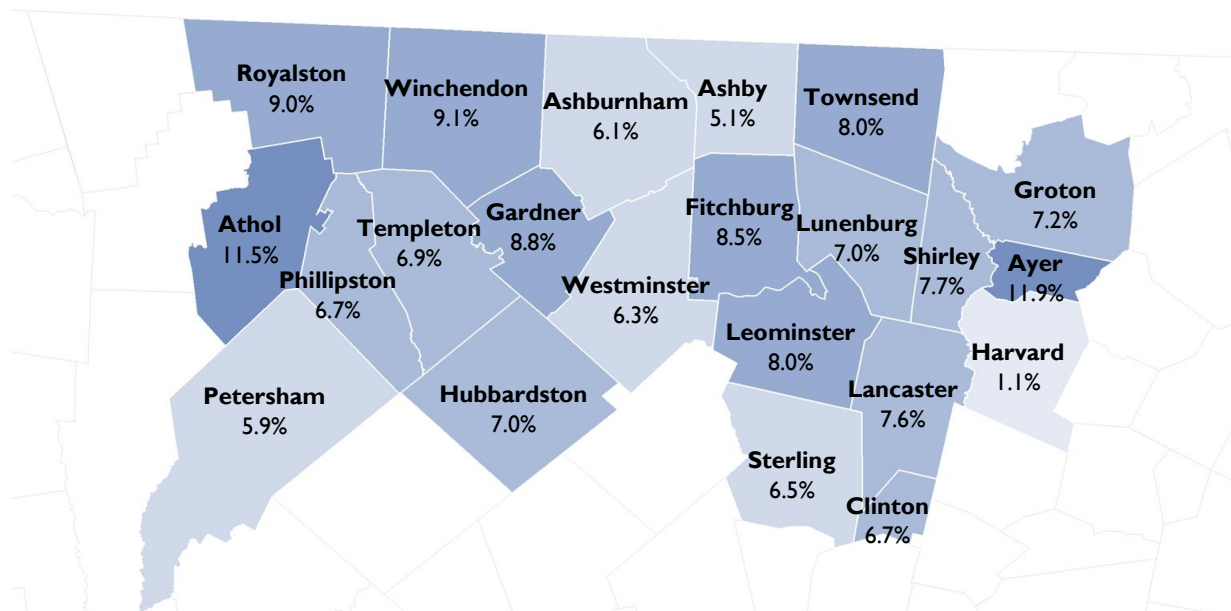 Royalston
9.0%
Winchendon
9.1%
Ashburnham
6.1%
Ashby
5.1%
Townsend
8.0%
Groton
7.2%
Athol
11.5%
Phillipston
6.7%
Templeton
6.9%
Gardner
8.8%
Westminster
6.3%
Fitchburg
8.5%
Lunenburg
7.0%
Shirley
7.7%
Ayer
11.9%
Harvard
1.1%
Leominster
8.0%
Lancaster
7.6%
Petersham
5.9%
Hubbardston
7.0%
Sterling
6.5%
Clinton
6.7%